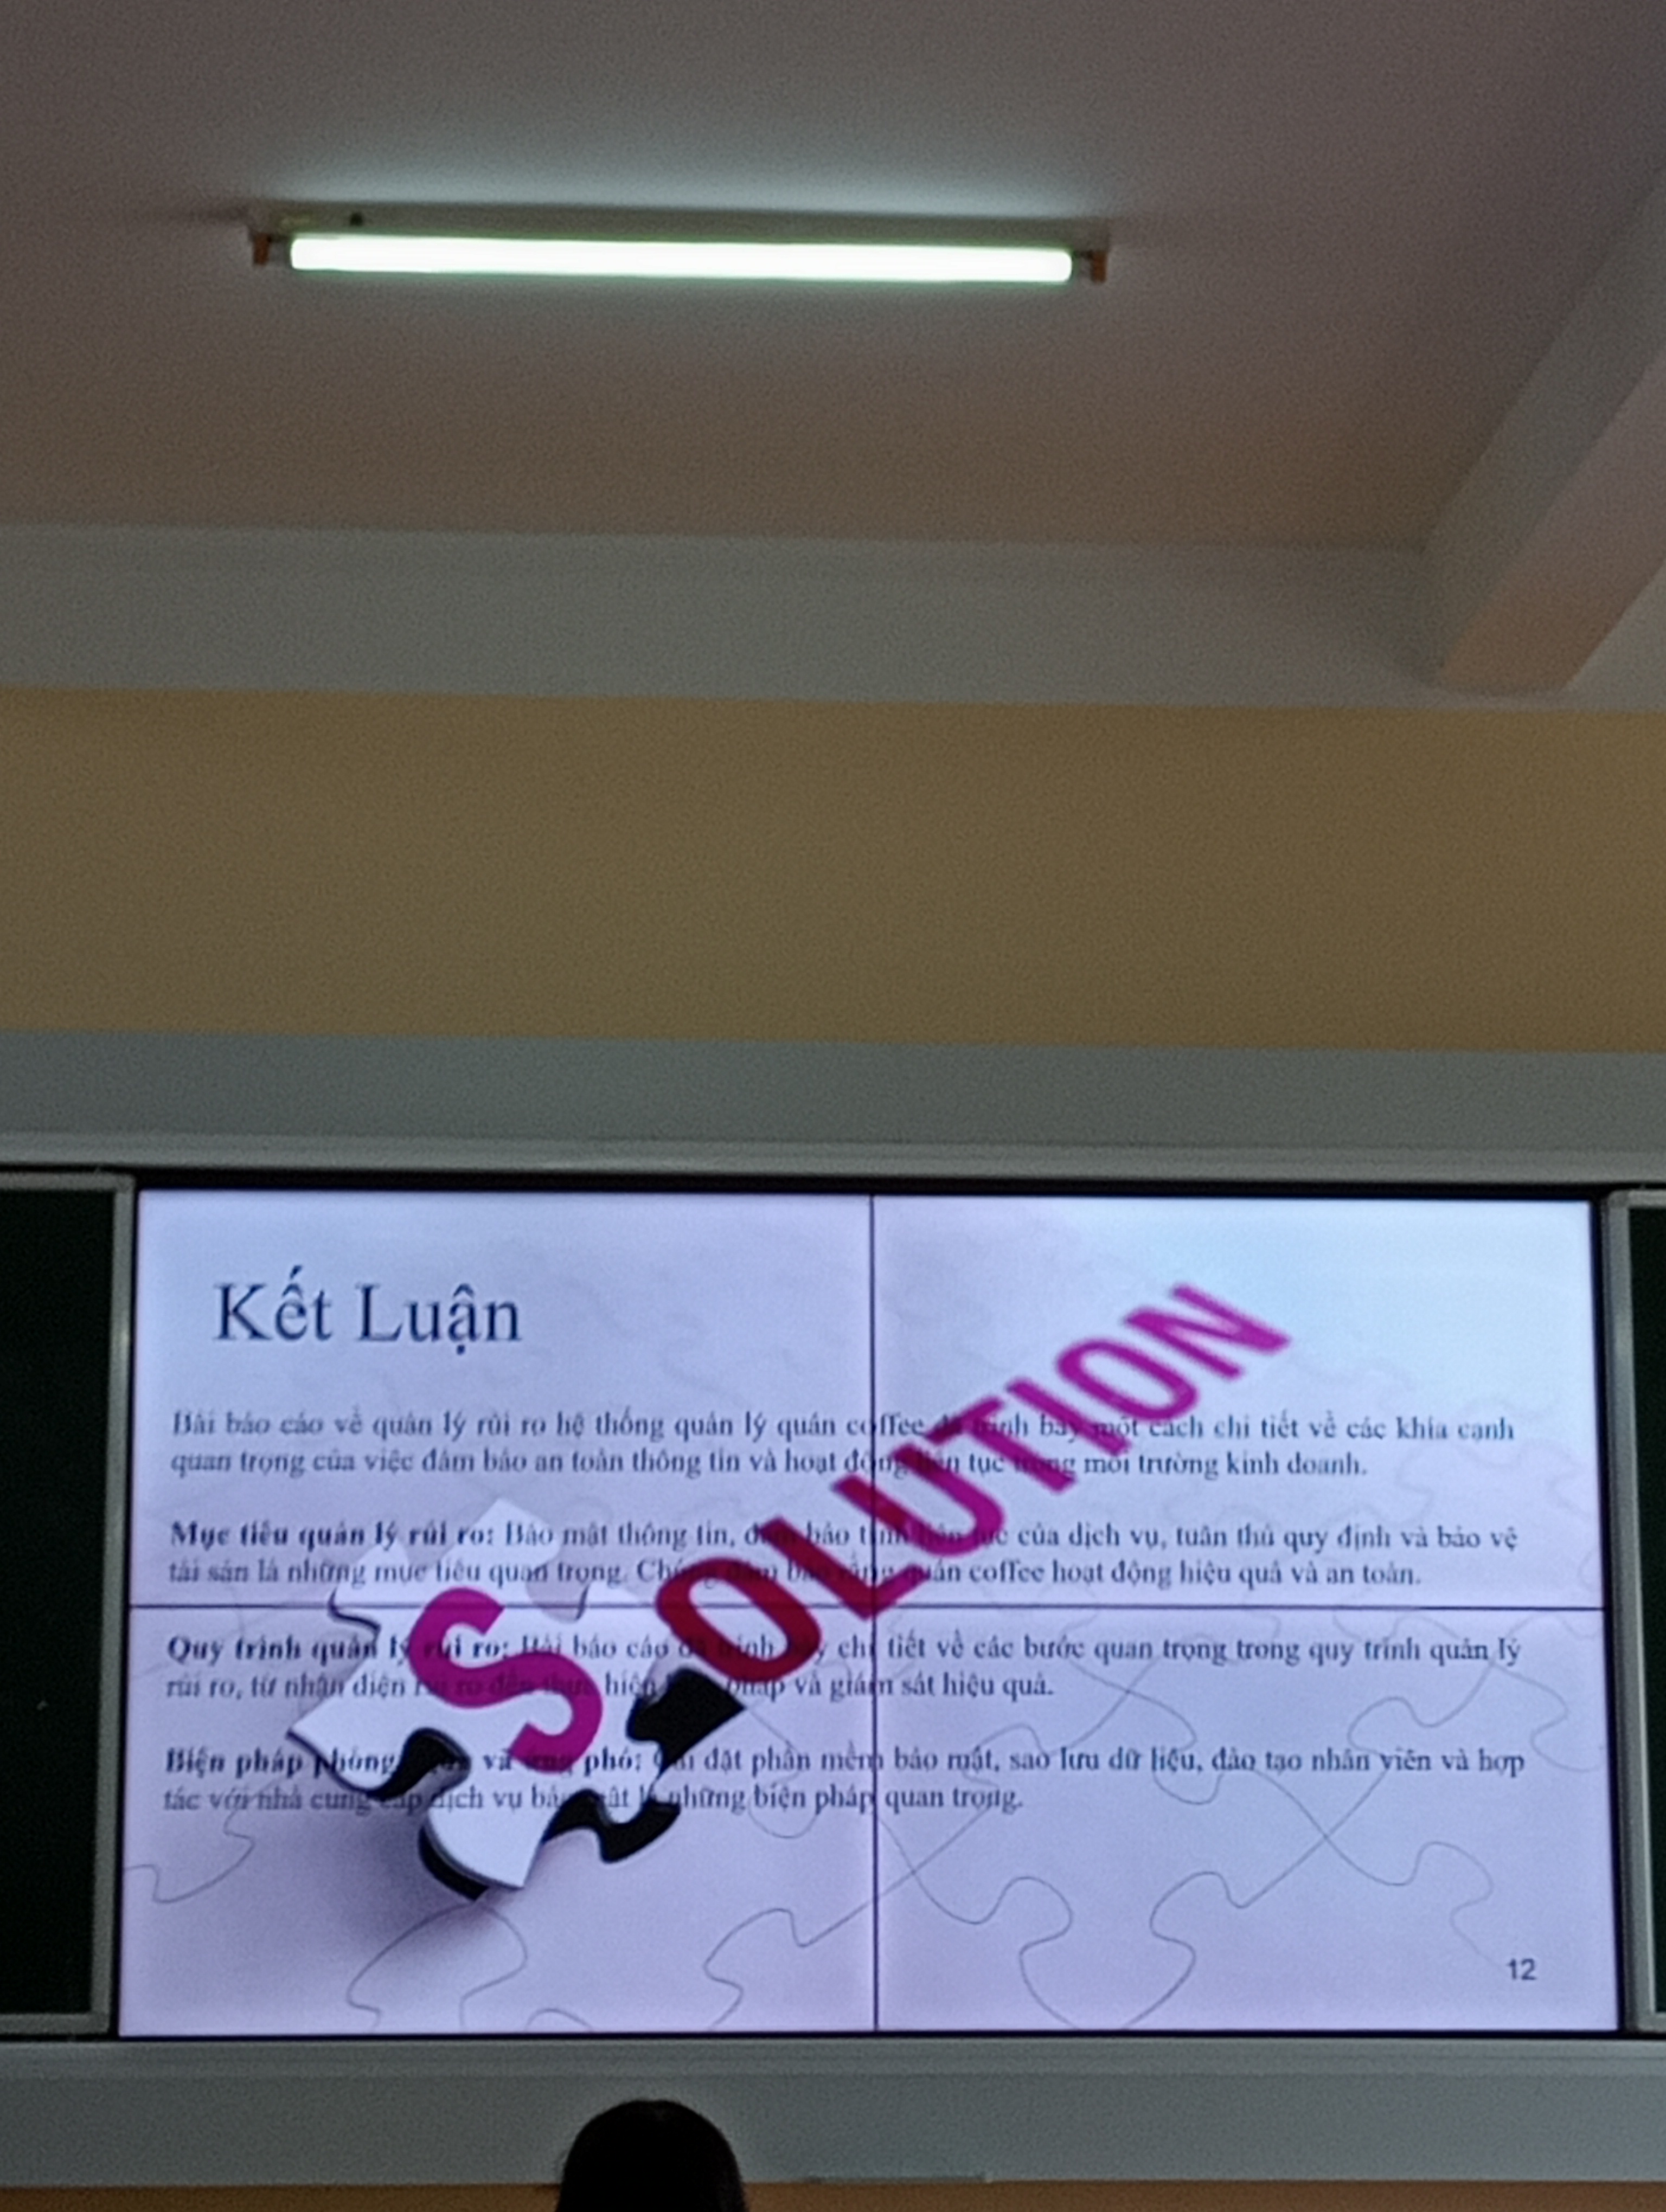 Kết Luận
Bài báo cáo về quản lý rủi ro hệ thống quản lý quán coffee đã trình bày một cách chi tiết về các khía cạnh
quan trọng của việc đảm bảo an toàn thông tin và hoạt động liên tục trong môi trường kinh doanh.
Mục tiêu quản lý rủi ro: Bảo mật thông tin, đảm bảo tính liên tục của dịch vụ, tuân thủ quy định và bảo vệ
tài sản là những mục tiêu quan trọng. Chúng đảm bảo rằng quán coffee hoạt động hiệu quả và an toàn.
Quy trình quản lý rủi ro: Bài báo cáo đã trình bày chi tiết về các bước quan trọng trong quy trình quản lý
rủi ro, từ nhận diện rủi ro đến thực hiện pháp và giám sát hiệu quả.
Biện pháp phòng và ứng phó: Cài đặt phần mềm bảo mật, sao lưu dữ liệu, đào tạo nhân viên và hợp
tác với nhà cung cấp dịch vụ bảo mật là những biện pháp quan trọng.
SOLUTION
12